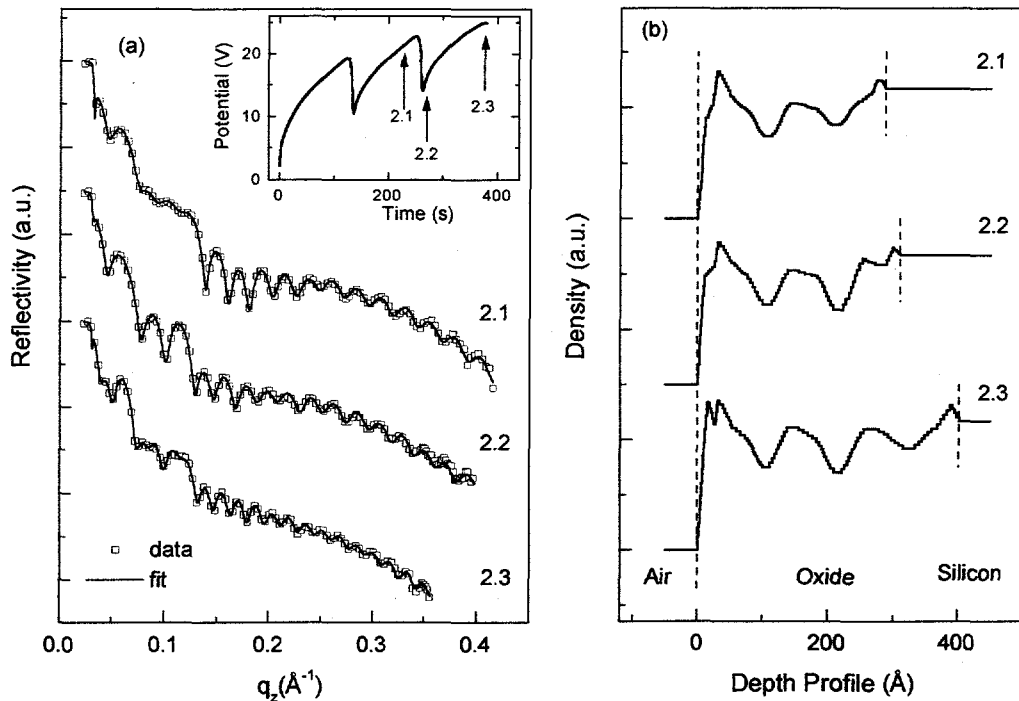 (a)
20
10
0
Potential (V)
0
200
400
Time (s)
2.1
2.2
2.3
Reflectivity (a.u.)
2.1
2.2
2.3
data
fit
0.0
0.1
0.2
0.3
0.4
q_z(Å⁻¹)
(b)
2.1
2.2
2.3
Density (a.u.)
Air
Oxide
Silicon
0
200
400
Depth Profile (Å)